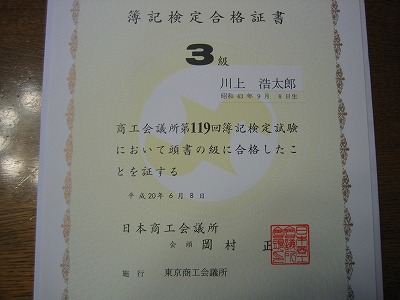 簿記検定合格証書
3級
川上 浩太郎
昭和 43 年 9 月 8 日生
商工会議所第119回簿記検定試験
において頭書の級に合格したこ
とを証する
平成20年 6月 8日
日本商工会議所
会頭 岡村 正
施行 東京商工会議所